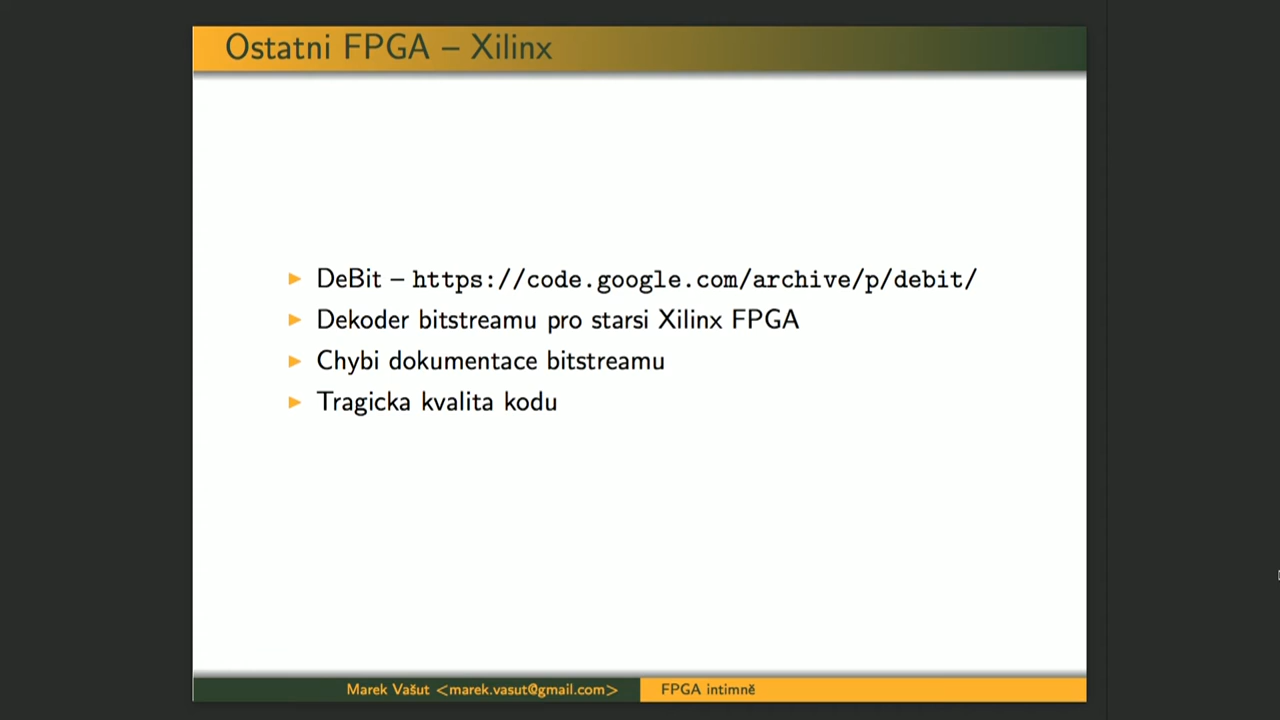 Ostatni FPGA – Xilinx
DeBit – https://code.google.com/archive/p/debit/
Dekoder bitstreamu pro starsi Xilinx FPGA
Chybi dokumentace bitstreamu
Tragicka kvalita kodu
Marek Vašut <marek.vasut@gmail.com>
FPGA intimně